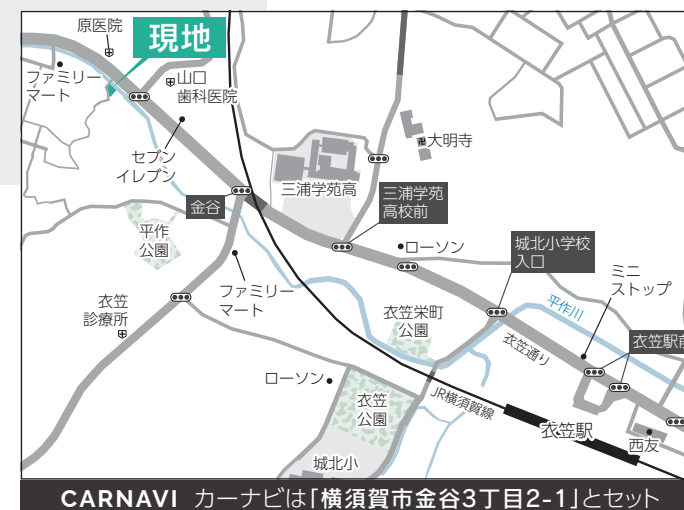 原医院
現地
ファミリー
マート
山口
歯科医院
セブン
イレブン
大明寺
三浦学苑高
金谷
三浦学苑
高校前
平作
公園
ローソン
城北小学校
入口
ミニ
ストップ
ファミリー
マート
衣笠
診療所
衣笠栄町
公園
平作川
衣笠通り
衣笠駅前
ローソン
衣笠
公園
JR横須賀線
衣笠駅
西友
城北小
CARNAVI カーナビは「横須賀市金谷3丁目2-1」とセット